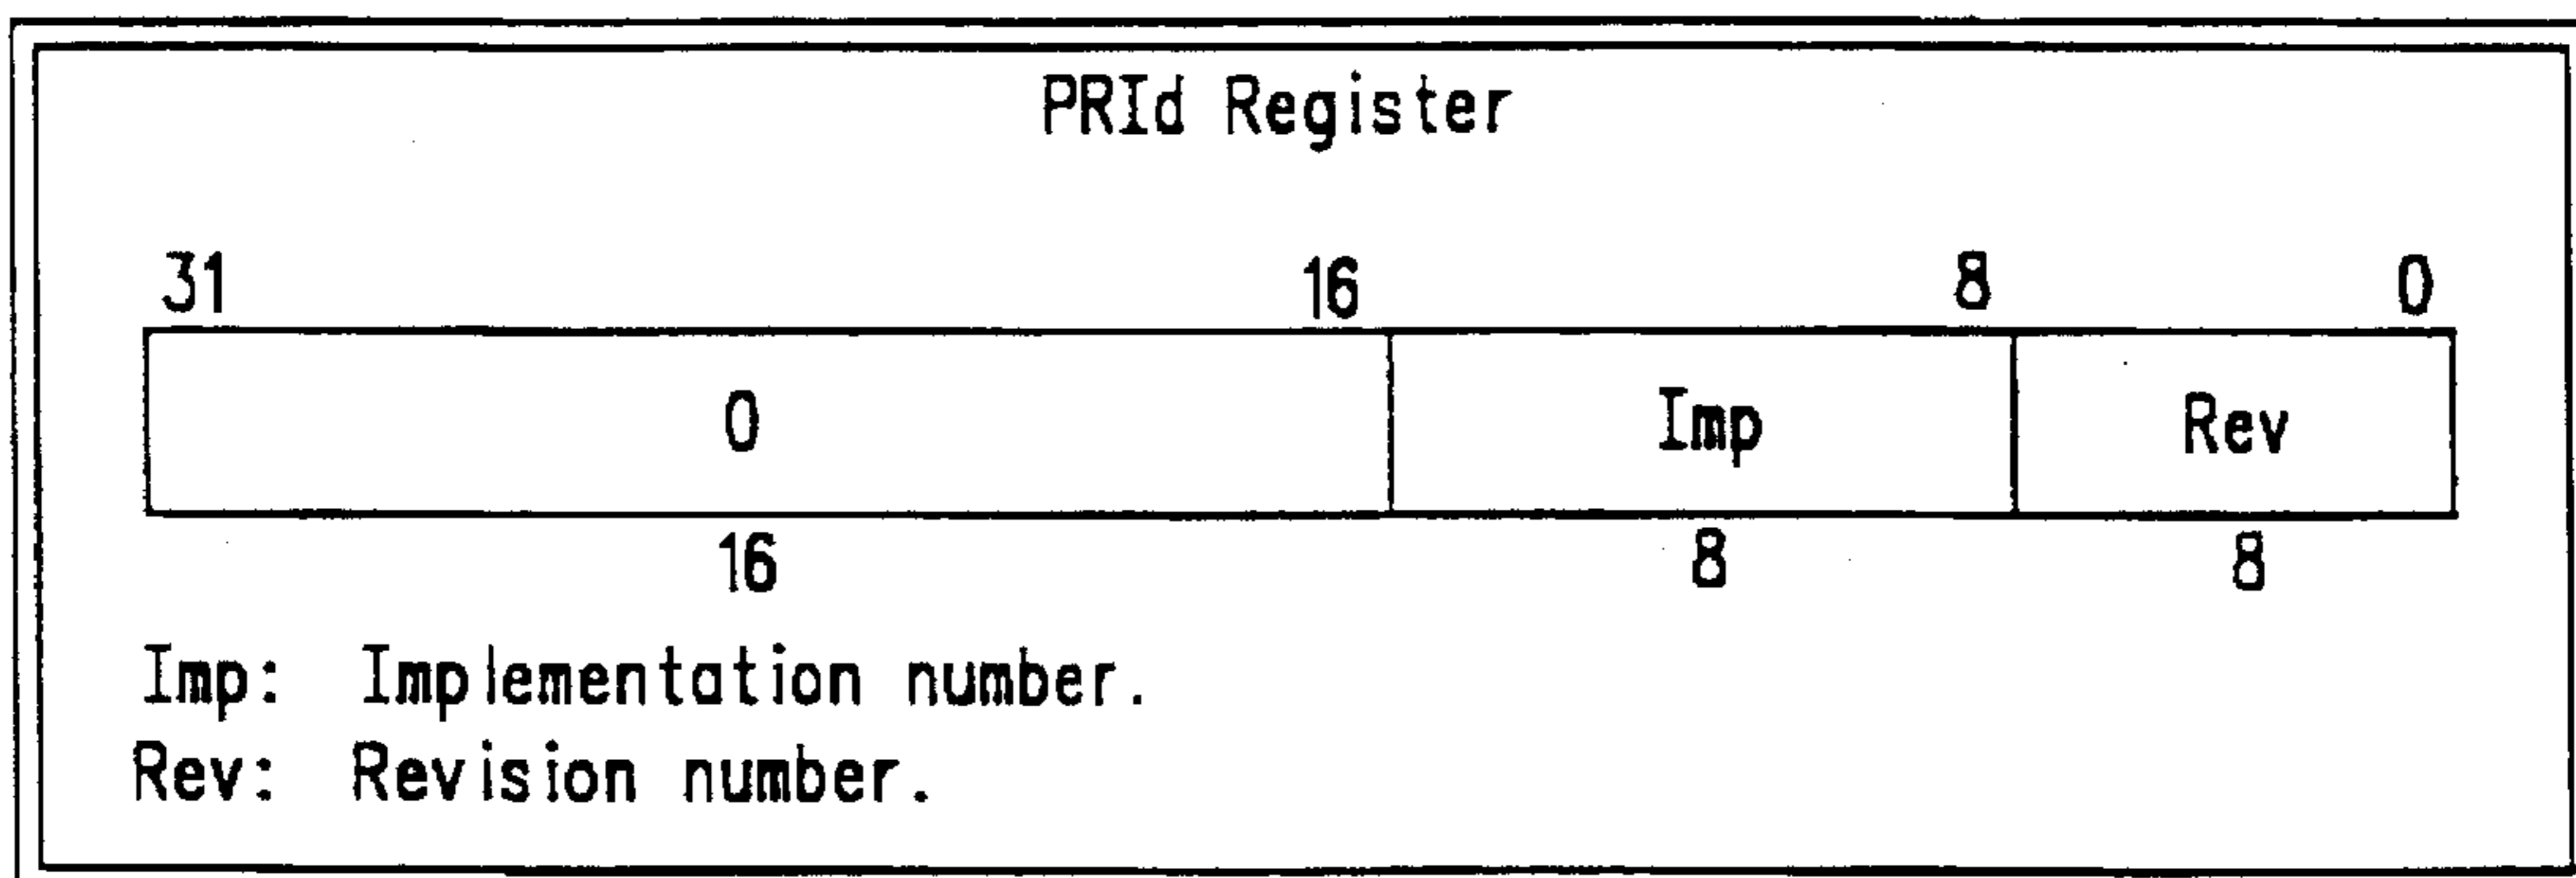 PRId Register
31 16 8 0
0 Imp Rev
16 8 8
Imp: Implementation number.
Rev: Revision number.